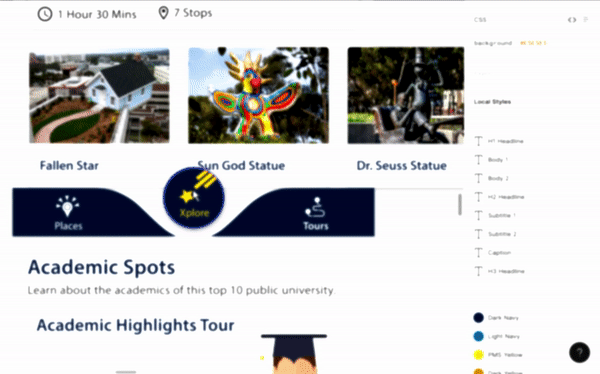 1 Hour 30 Mins
7 Stops
CSS
background
Fallen Star
Sun God Statue
Dr. Seuss Statue
Local Styles
H1 Headline
Body 1
Body 2
H2 Headline
Subtitle 1
Subtitle 2
Caption
H3 Headline
Places
Xplore
Tours
Academic Spots
Learn about the academics of this top 10 public university.
Academic Highlights Tour
Dark Navy
Light Navy
PMS Yellow
Dark Yellow
?